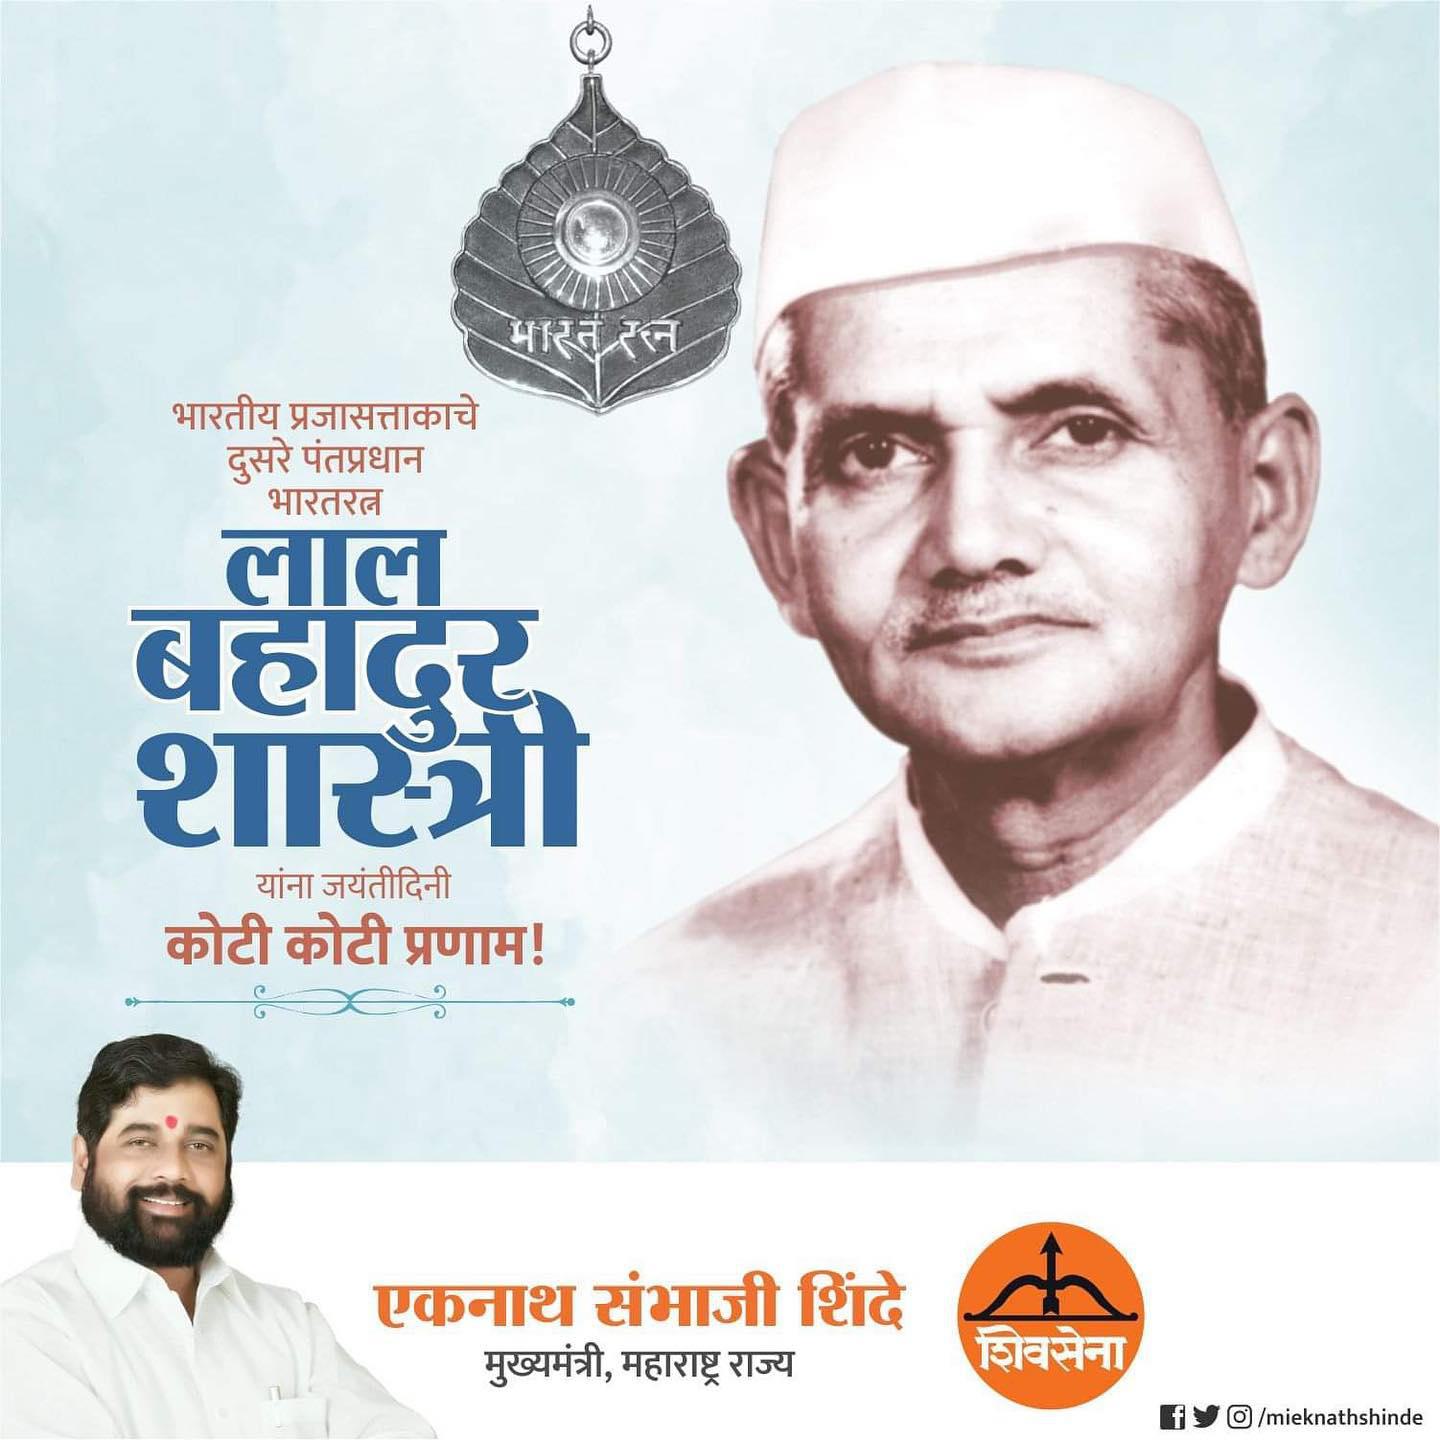 भारत रत्न
भारतीय प्रजासत्ताकाचे
दुसरे पंतप्रधान
भारतरत्न
लाल
बहादुर
शास्त्री
यांना जयंतीदिनी
कोटी कोटी प्रणाम!
एकनाथ संभाजी शिंदे
मुख्यमंत्री, महाराष्ट्र राज्य
शिवसेना
/mieknathshinde